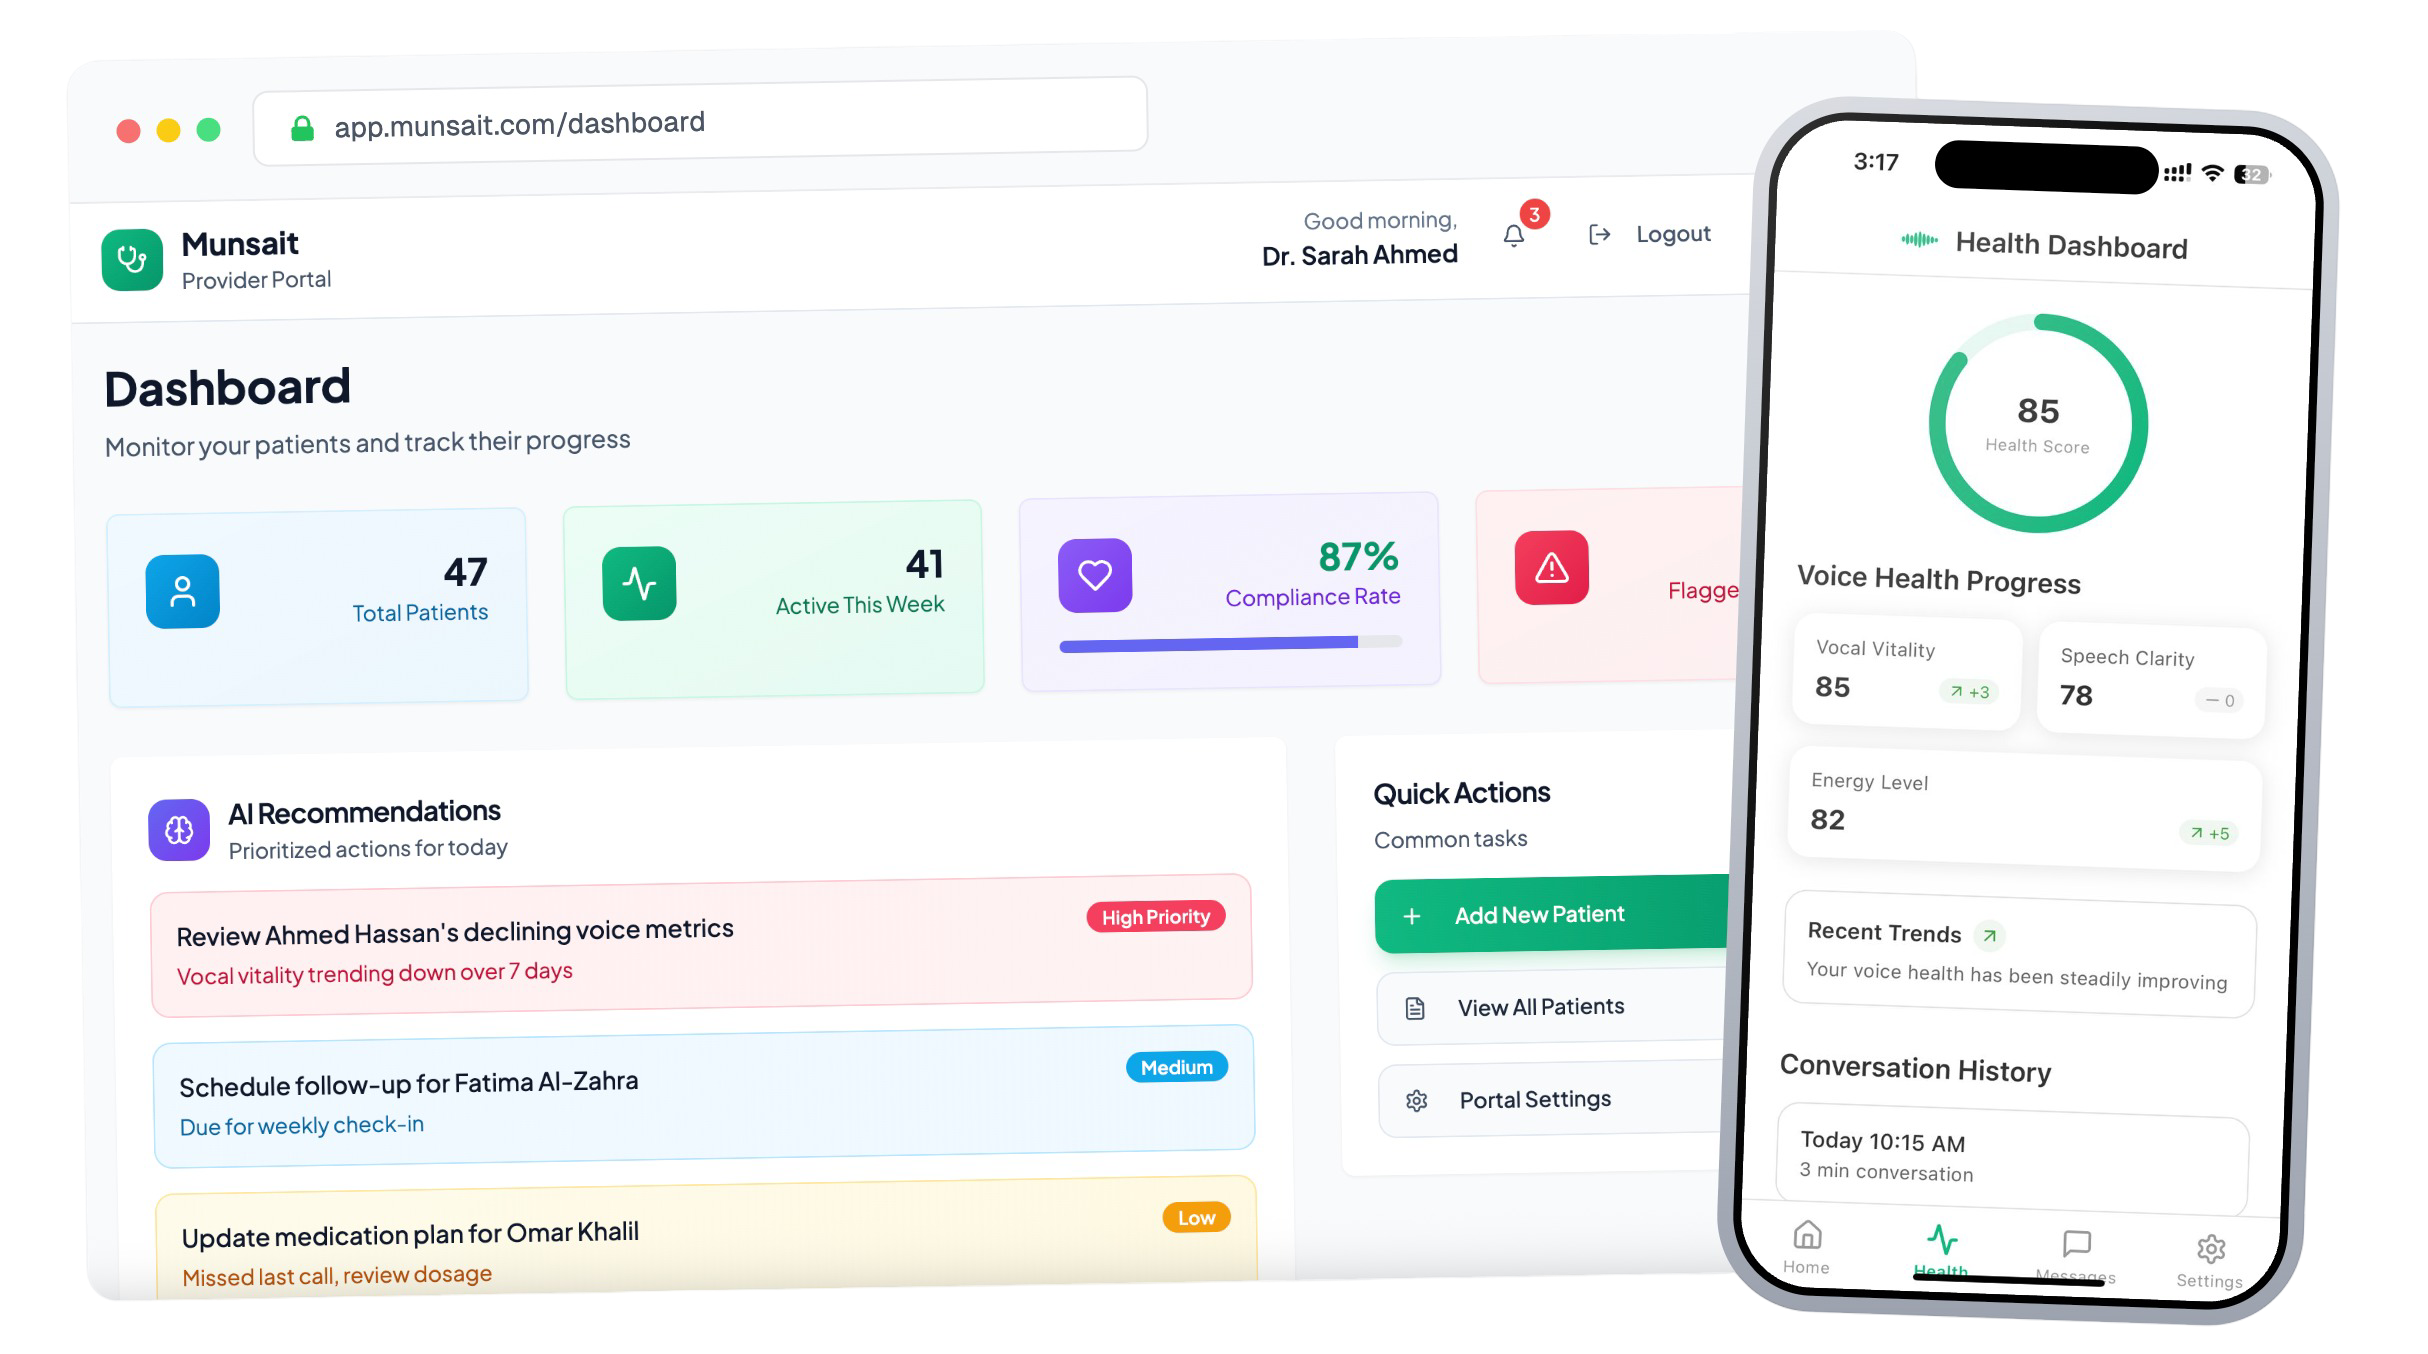 app.munsait.com/dashboard
Munsait
Provider Portal
Good morning,
Dr. Sarah Ahmed
3
Logout
Dashboard
Monitor your patients and track their progress
47
Total Patients
41
Active This Week
87%
Compliance Rate
Flagge
AI Recommendations
Prioritized actions for today
Review Ahmed Hassan's declining voice metrics
High Priority
Vocal vitality trending down over 7 days
Schedule follow-up for Fatima Al-Zahra
Medium
Due for weekly check-in
Update medication plan for Omar Khalil
Low
Missed last call, review dosage
Quick Actions
Common tasks
+ Add New Patient
View All Patients
Portal Settings
3:17
32
Health Dashboard
85
Health Score
Voice Health Progress
Vocal Vitality
85
+3
Speech Clarity
78
— 0
Energy Level
82
+5
Recent Trends
Your voice health has been steadily improving
Conversation History
Today 10:15 AM
3 min conversation
Home
Health
Messages
Settings